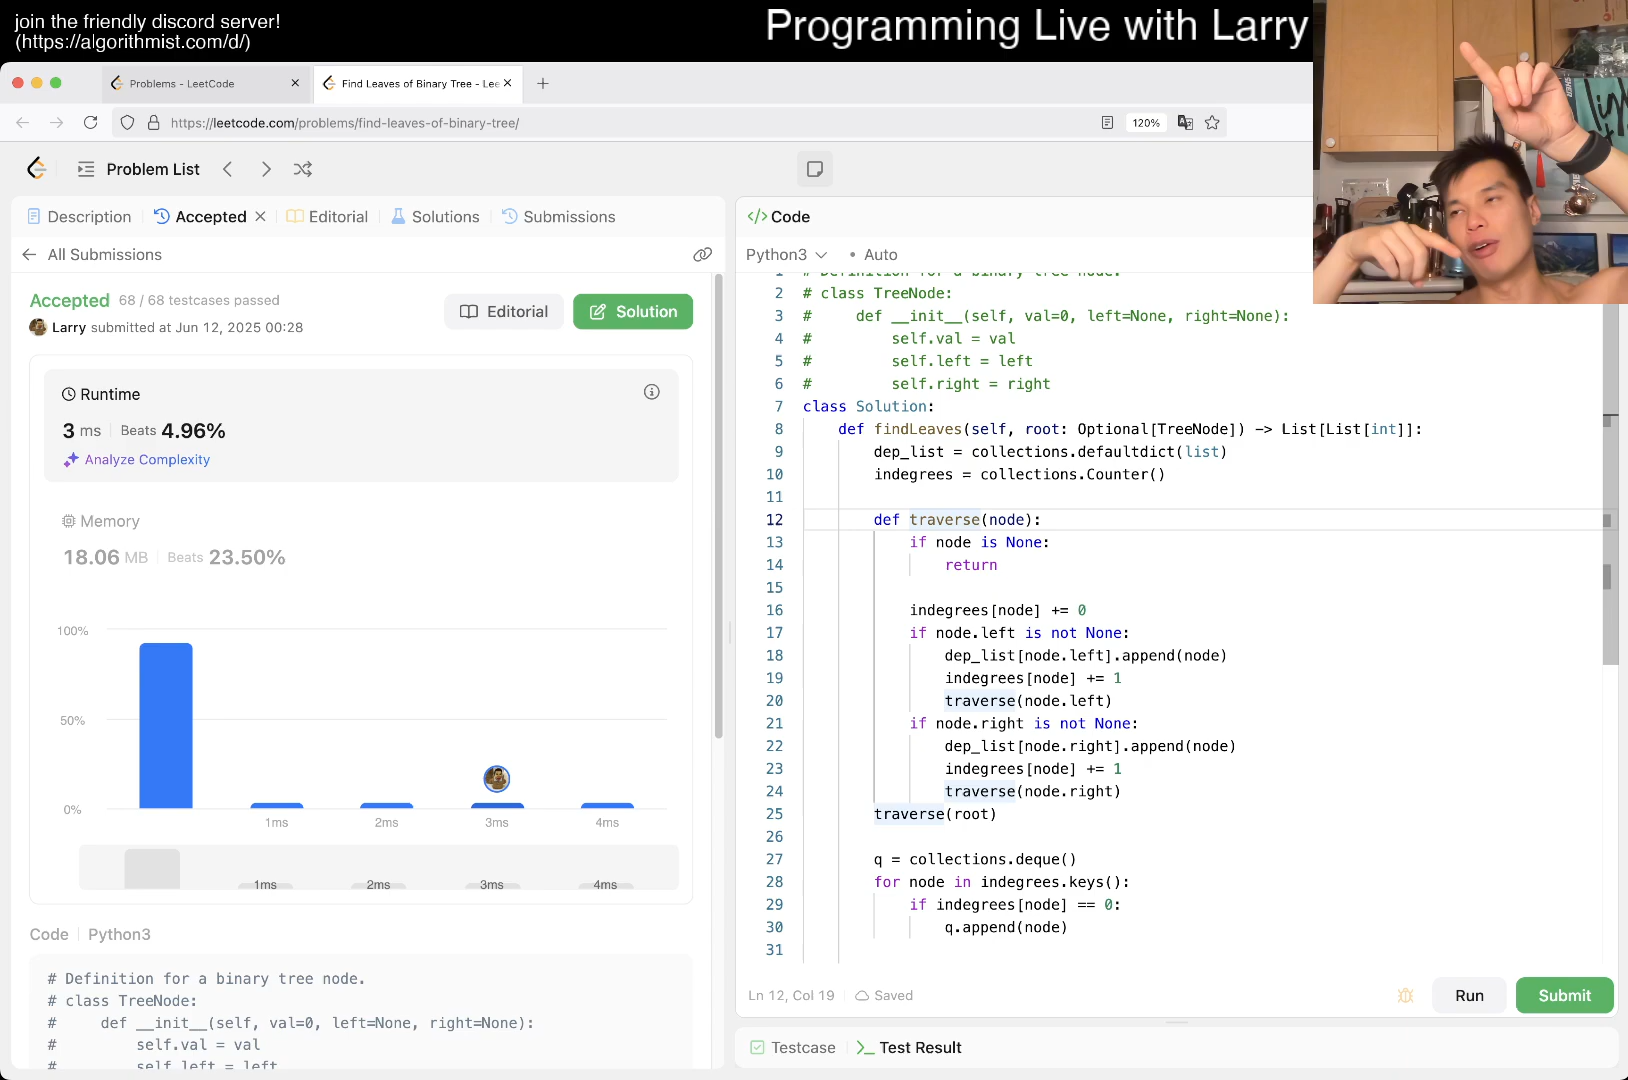 join the friendly discord server!
(https://algorithmist.com/d/)
Programming Live with Larry
Problems - LeetCode
Find Leaves of Binary Tree - Lee
https://leetcode.com/problems/find-leaves-of-binary-tree/
120%
Problem List
Description
Accepted
Editorial
Solutions
Submissions
All Submissions
Accepted 68 / 68 testcases passed
Larry submitted at Jun 12, 2025 00:28
Editorial
Solution
Runtime
3 ms Beats 4.96%
Analyze Complexity
Memory
18.06 MB Beats 23.50%
100%
50%
0%
1ms
2ms
3ms
4ms
1ms
2ms
3ms
4ms
Code Python3
# Definition for a binary tree node.
# class TreeNode:
#     def __init__(self, val=0, left=None, right=None):
#         self.val = val
#         self.left = left
</> Code
Python3 • Auto
1 # Definition for a binary tree node.
2 # class TreeNode:
3 #     def __init__(self, val=0, left=None, right=None):
4 #         self.val = val
5 #         self.left = left
6 #         self.right = right
7 class Solution:
8     def findLeaves(self, root: Optional[TreeNode]) -> List[List[int]]:
9         dep_list = collections.defaultdict(list)
10         indegrees = collections.Counter()
11
12         def traverse(node):
13             if node is None:
14                 return
15
16             indegrees[node] += 0
17             if node.left is not None:
18                 dep_list[node.left].append(node)
19                 indegrees[node] += 1
20                 traverse(node.left)
21             if node.right is not None:
22                 dep_list[node.right].append(node)
23                 indegrees[node] += 1
24                 traverse(node.right)
25         traverse(root)
26
27         q = collections.deque()
28         for node in indegrees.keys():
29             if indegrees[node] == 0:
30                 q.append(node)
31
Ln 12, Col 19 Saved
Run
Submit
Testcase
Test Result